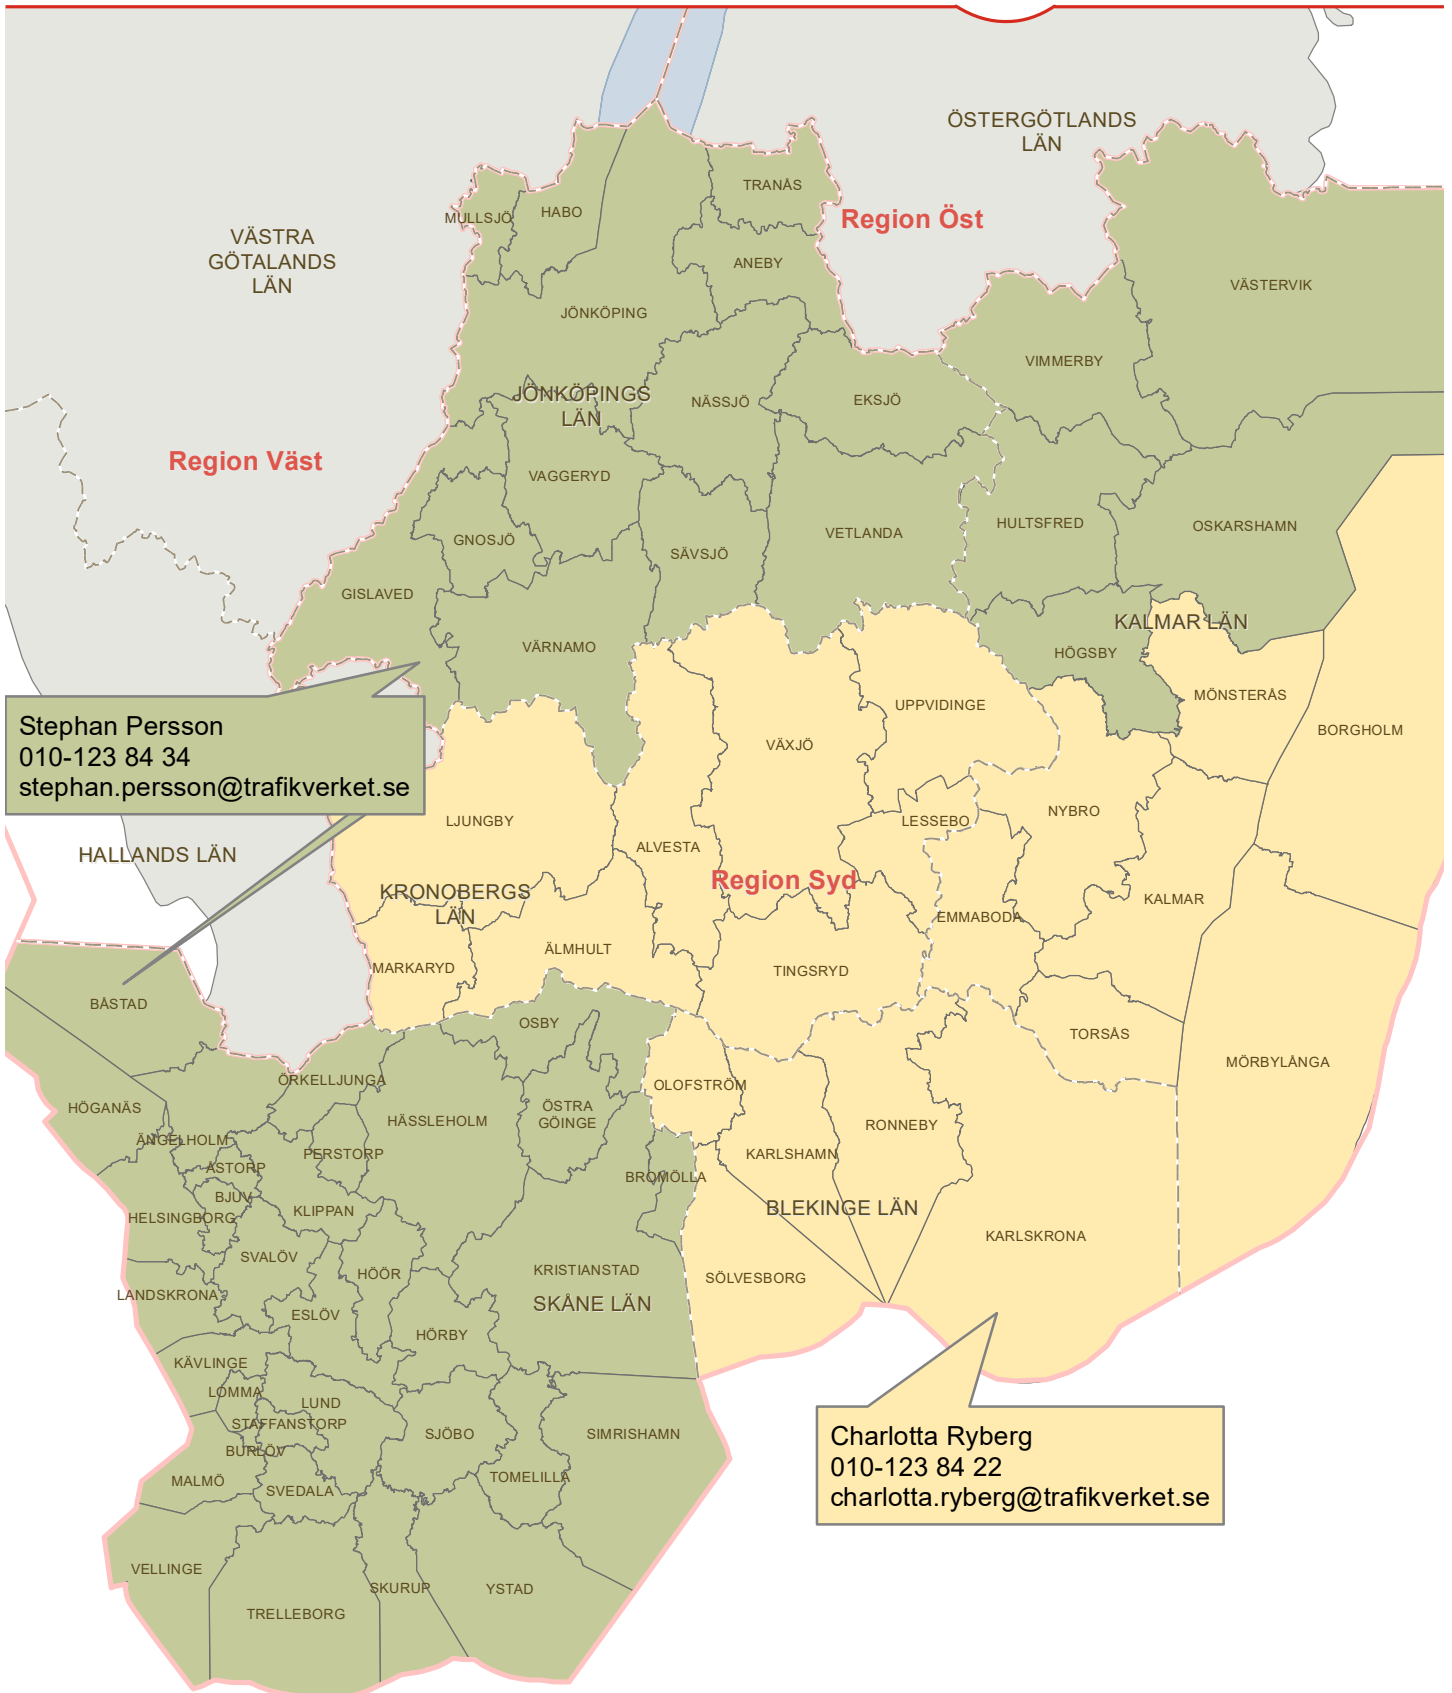 ÖSTERGÖTLANDS
LÄN
TRANÅS
MULLSJÖ
HABO
Region Öst
VÄSTRA
GÖTALANDS
LÄN
ANEBY
VÄSTERVIK
JÖNKÖPING
VIMMERBY
JÖNKÖPINGS
LÄN
NÄSSJÖ
EKSJÖ
Region Väst
VAGGERYD
HULTSFRED
OSKARSHAMN
GNOSJÖ
SÄVSJÖ
VETLANDA
GISLAVED
KALMAR LÄN
VÄRNAMO
HÖGSBY
MÖNSTERÅS
UPPVIDINGE
BORGHOLM
VÄXJÖ
Stephan Persson
010-123 84 34
stephan.persson@trafikverket.se
NYBRO
LJUNGBY
LESSEBO
ALVESTA
HALLANDS LÄN
Region Syd
KRONOBERGS
LÄN
KALMAR
EMMABODA
ÄLMHULT
MARKARYD
TINGSRYD
BÅSTAD
OSBY
TORSÅS
MÖRBYLÅNGA
ÖRKELLJUNGA
OLOFSTRÖM
HÖGANÄS
HÄSSLEHOLM
ÖSTRA
GÖINGE
RONNEBY
ÄNGELHOLM
PERSTORP
KARLSHAMN
ÅSTORP
BROMÖLLA
BJUV
KLIPPAN
BLEKINGE LÄN
HELSINGBORG
KARLSKRONA
SVALÖV
HÖÖR
KRISTIANSTAD
SÖLVESBORG
LANDSKRONA
SKÅNE LÄN
ESLÖV
HÖRBY
KÄVLINGE
LOMMA
LUND
STAFFANSTORP
SJÖBO
SIMRISHAMN
BURLÖV
MALMÖ
TOMELILLA
SVEDALA
Charlotta Ryberg
010-123 84 22
charlotta.ryberg@trafikverket.se
VELLINGE
SKURUP
YSTAD
TRELLEBORG